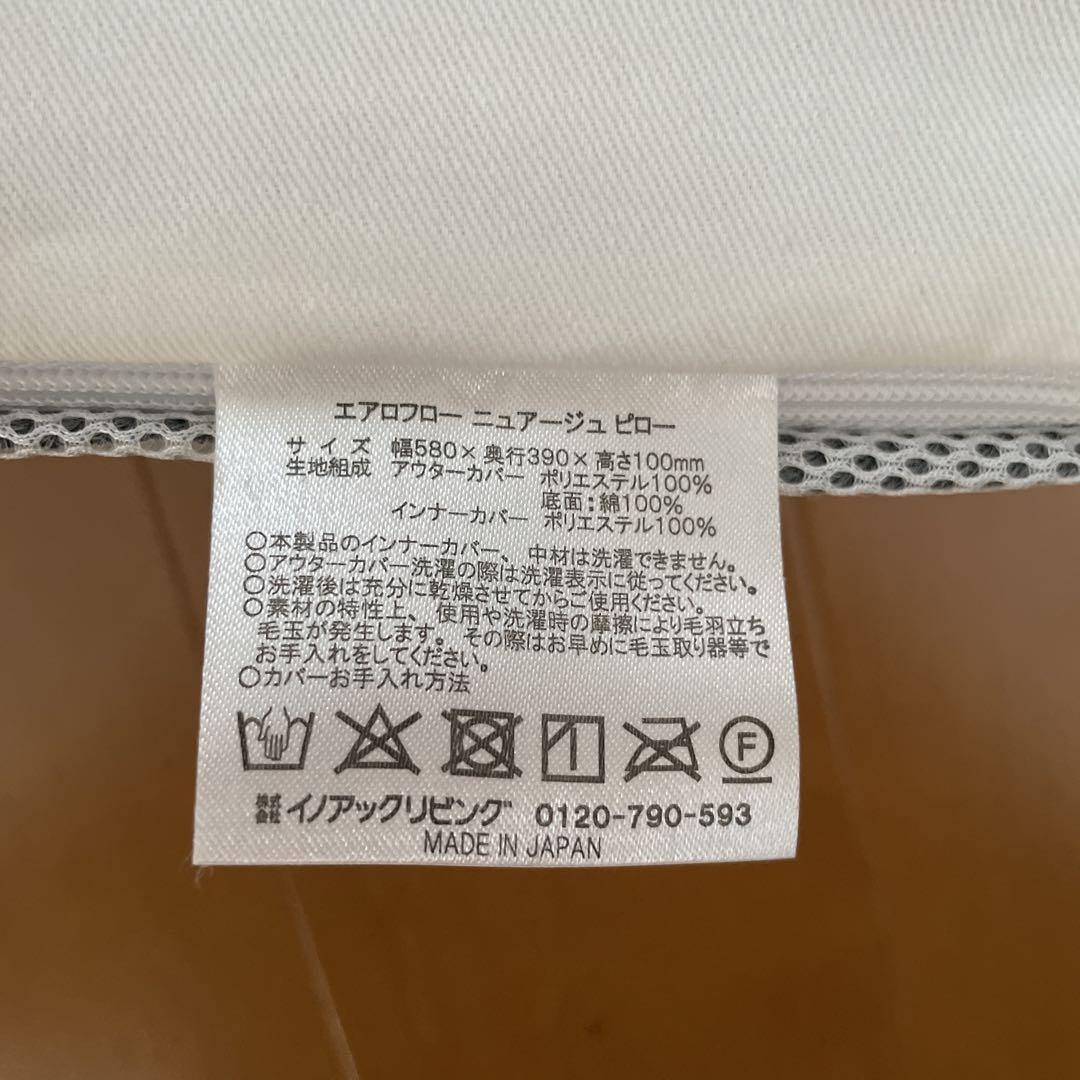 エアロフロー ニュアージュ ピロー
サイズ 幅580×奥行390×高さ100mm
生地組成 アウターカバー ポリエステル100%
底面:綿100%
インナーカバー ポリエステル100%
○本製品のインナーカバー、中材は洗濯できません。
○アウターカバー洗濯の際は洗濯表示に従ってください。
○洗濯後は充分に乾燥させてからご使用ください。
○素材の特性上、使用や洗濯時の摩擦により毛羽立ち
毛玉が発生します。その際はお早めに毛玉取り器等で
お手入れをしてください。
○カバーお手入れ方法
F
株式会社 イノアックリビング 0120-790-593
MADE IN JAPAN